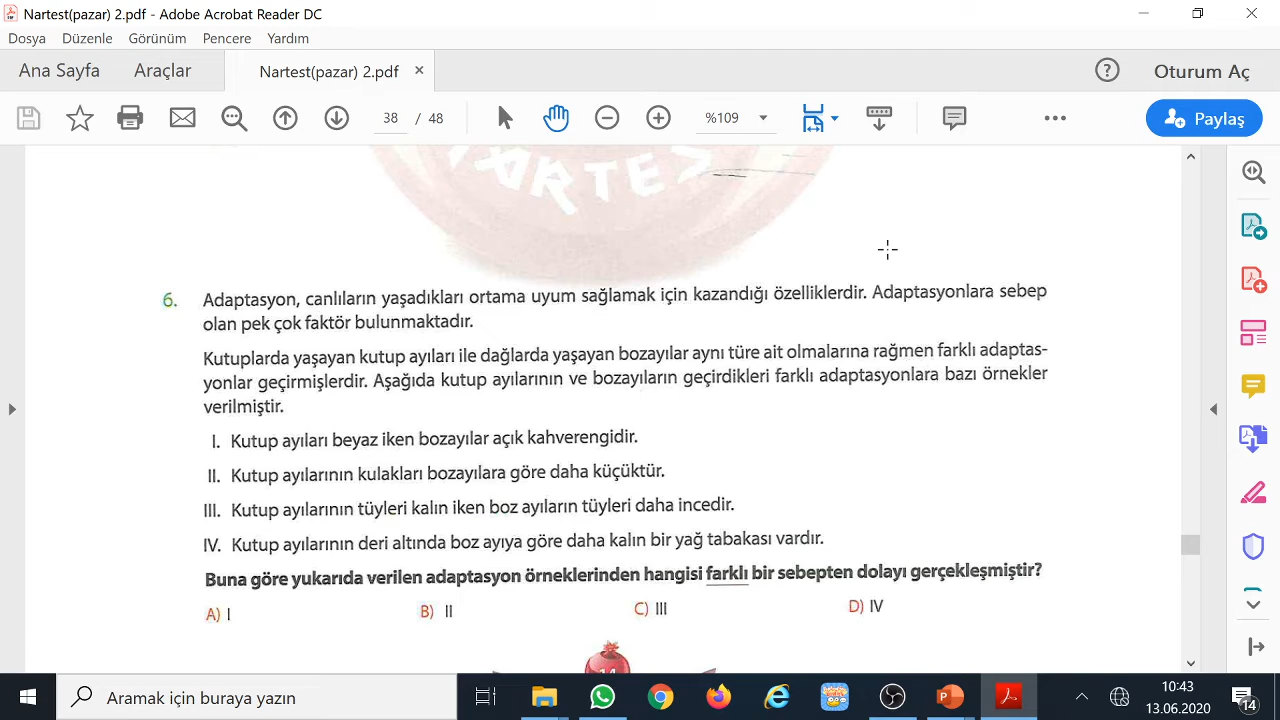 Nartest(pazar) 2.pdf - Adobe Acrobat Reader DC
Dosya Düzenle Görünüm Pencere Yardım
Ana Sayfa Araçlar Nartest(pazar) 2.pdf × Oturum Aç
38 / 48 %109 Paylaş
NARTEST
6. Adaptasyon, canlıların yaşadıkları ortama uyum sağlamak için kazandığı özelliklerdir. Adaptasyonlara sebep
olan pek çok faktör bulunmaktadır.
Kutuplarda yaşayan kutup ayıları ile dağlarda yaşayan bozayılar aynı türe ait olmalarına rağmen farklı adaptas-
yonlar geçirmişlerdir. Aşağıda kutup ayılarının ve bozayıların geçirdikleri farklı adaptasyonlara bazı örnekler
verilmiştir.
I. Kutup ayıları beyaz iken bozayılar açık kahverengidir.
II. Kutup ayılarının kulakları bozayılara göre daha küçüktür.
III. Kutup ayılarının tüyleri kalın iken boz ayıların tüyleri daha incedir.
IV. Kutup ayılarının deri altında boz ayıya göre daha kalın bir yağ tabakası vardır.
Buna göre yukarıda verilen adaptasyon örneklerinden hangisi farklı bir sebepten dolayı gerçekleşmiştir?
A) I B) II C) III D) IV
14
Aramak için buraya yazın
10:43
13.06.2020
14